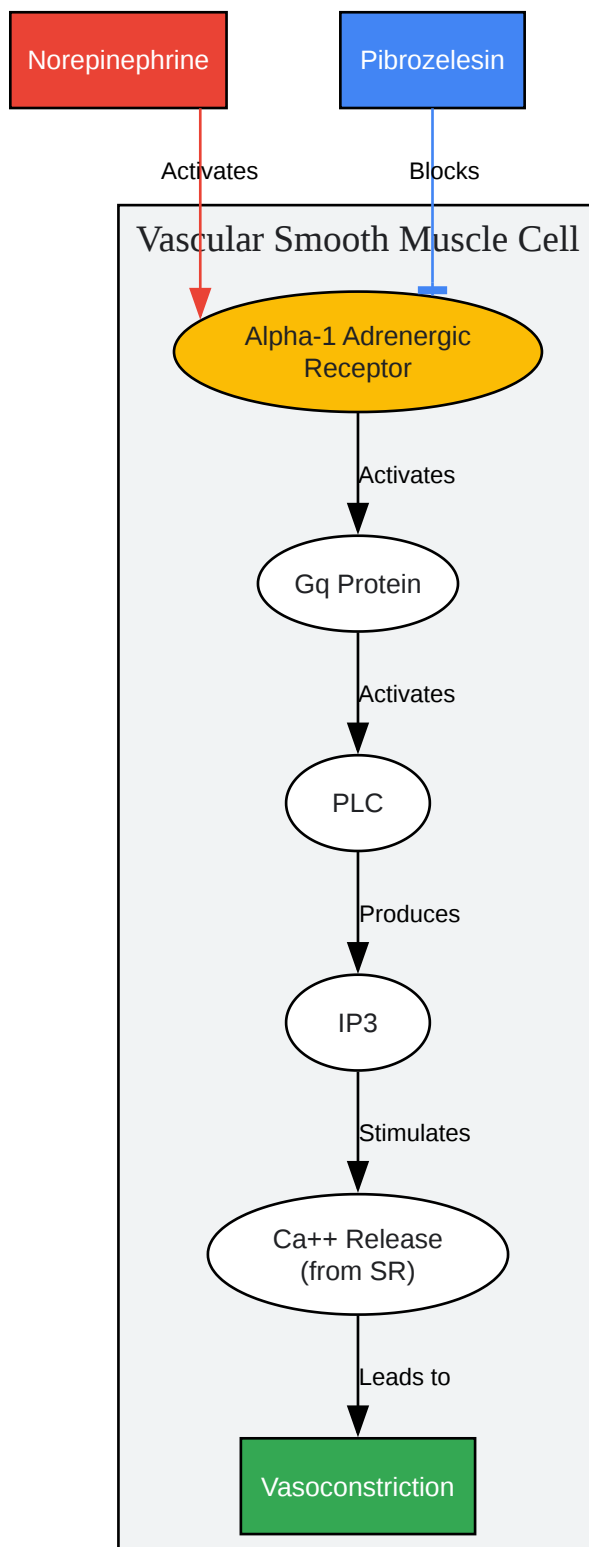 Norepinephrine
Pibrozelesin
Activates
Blocks
Vascular Smooth Muscle Cell
Alpha-1 Adrenergic
Receptor
Activates
Gq Protein
Activates
PLC
Produces
IP3
Stimulates
Ca++ Release
(from SR)
Leads to
Vasoconstriction